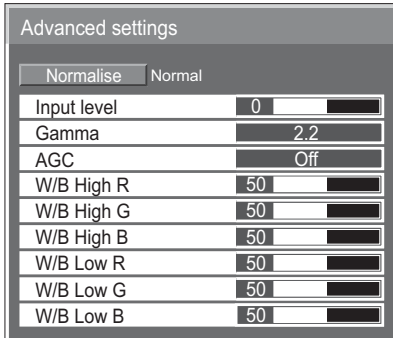 Advanced settings
Normalise Normal
Input level 0
Gamma 2.2
AGC Off
W/B High R 50
W/B High G 50
W/B High B 50
W/B Low R 50
W/B Low G 50
W/B Low B 50